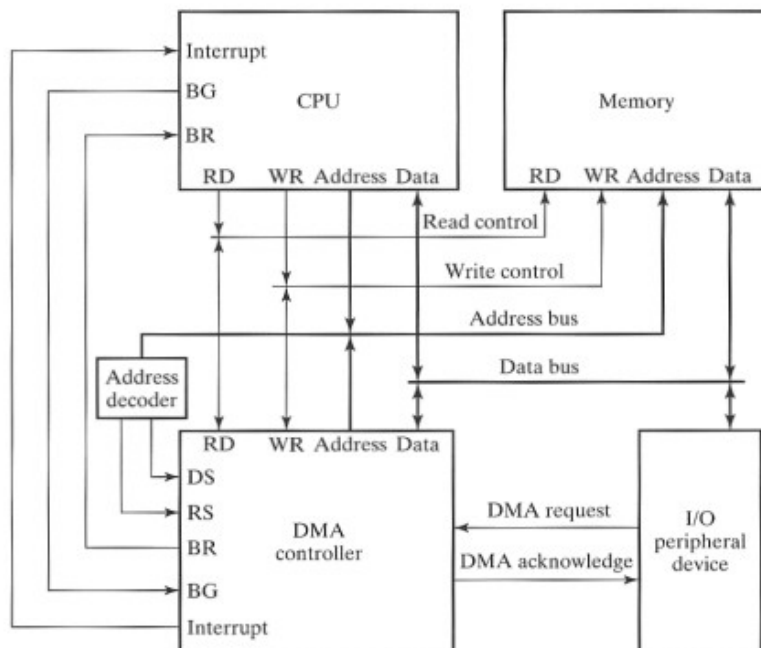 Interrupt
BG
CPU
Memory
BR
RD WR Address Data
RD WR Address Data
Read control
Write control
Address bus
Data bus
Address
decoder
RD WR Address Data
DS
RS
BR
BG
Interrupt
DMA
controller
DMA request
DMA acknowledge
I/O
peripheral
device